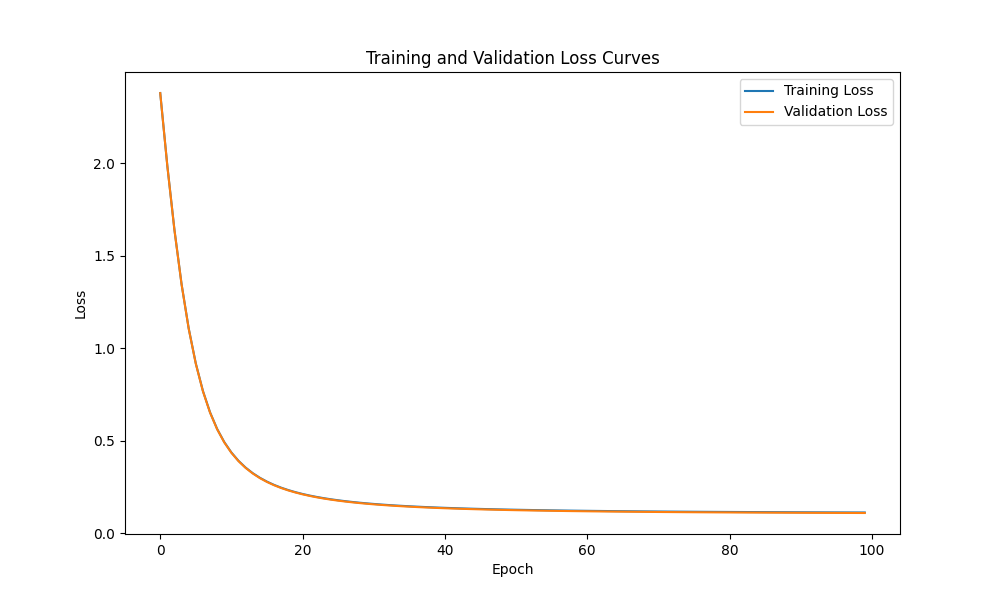 Training and Validation Loss Curves
Training Loss
Validation Loss
2.0
1.5
1.0
0.5
0.0
Loss
0 20 40 60 80 100
Epoch